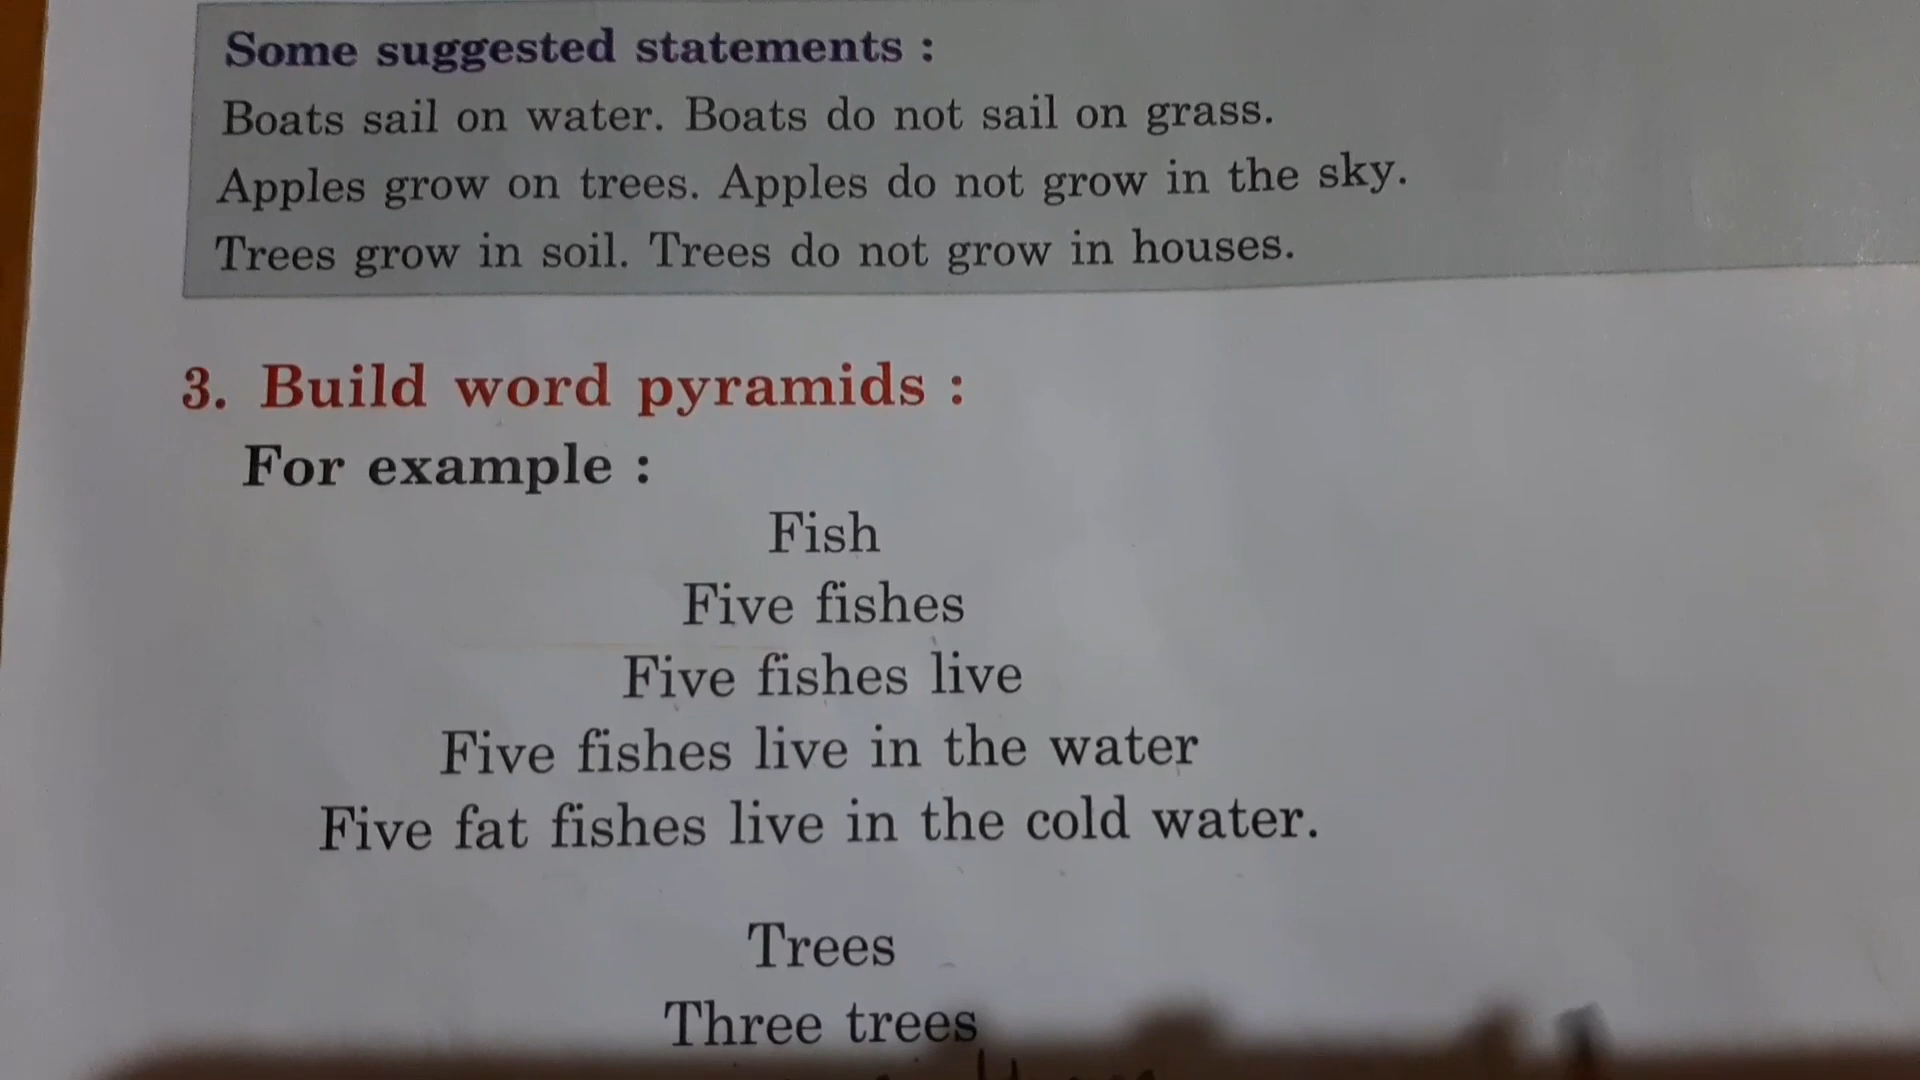 Some suggested statements :
Boats sail on water. Boats do not sail on grass.
Apples grow on trees. Apples do not grow in the sky.
Trees grow in soil. Trees do not grow in houses.
3. Build word pyramids :
For example :
Fish
Five fishes
Five fishes live
Five fishes live in the water
Five fat fishes live in the cold water.
Trees
Three trees